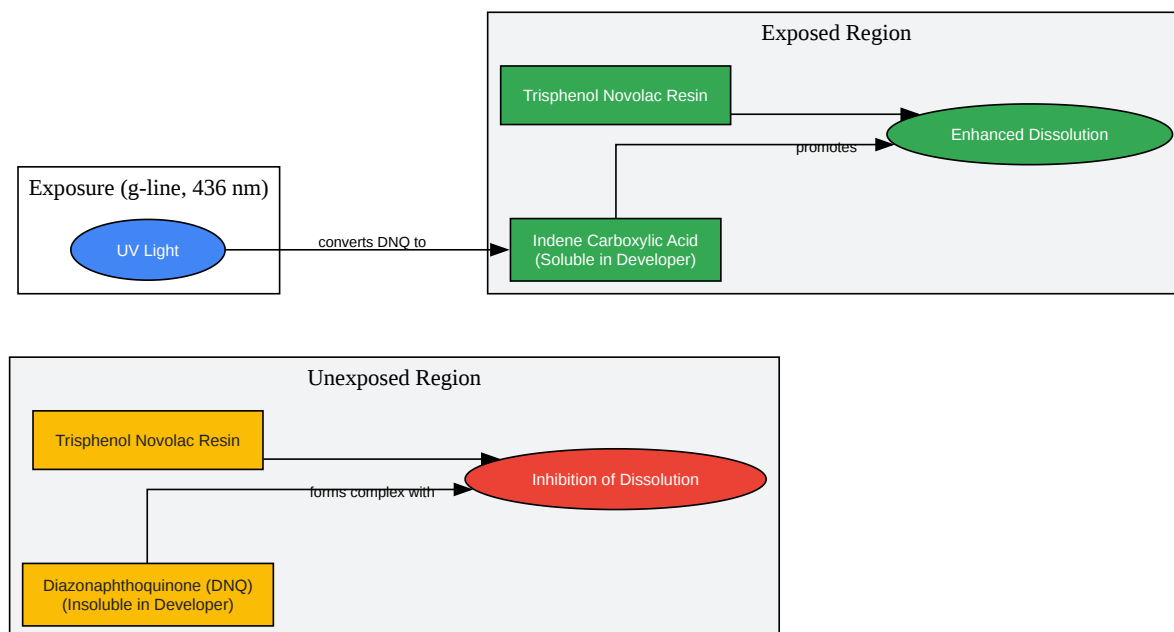 Exposed Region
Trisphenol Novolac Resin
Enhanced Dissolution
promotes
Exposure (g-line, 436 nm)
UV Light
converts DNQ to
Indene Carboxylic Acid
(Soluble in Developer)
Unexposed Region
Trisphenol Novolac Resin
Inhibition of Dissolution
forms complex with
Diazonaphthoquinone (DNQ)
(Insoluble in Developer)